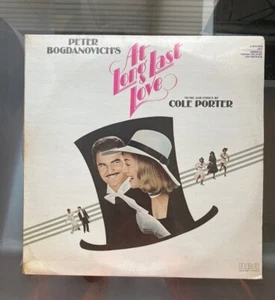 PETER
BOGDANOVICH'S
At
Long Last
Love
MUSIC AND LYRICS BY
COLE PORTER
RCA